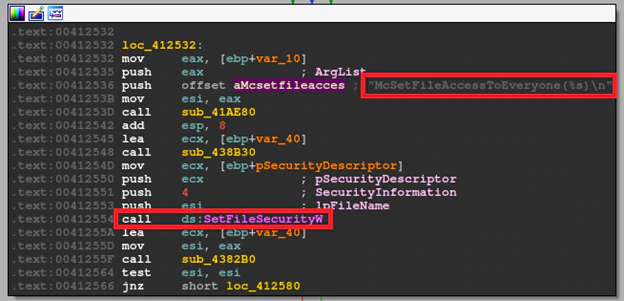 .text:00412532
.text:00412532 loc_412532:
.text:00412532 mov     eax, [ebp+var_10]
.text:00412535 push    eax             ; ArgList
.text:00412536 push    offset aMcsetfileacces ; "McSetFileAccessToEveryone(%s)\n"
.text:0041253B mov     esi, eax
.text:0041253D call    sub_41AE80
.text:00412542 add     esp, 8
.text:00412545 lea     ecx, [ebp+var_40]
.text:00412548 call    sub_438B30
.text:0041254D mov     ecx, [ebp+pSecurityDescriptor]
.text:00412550 push    ecx             ; pSecurityDescriptor
.text:00412551 push    4               ; SecurityInformation
.text:00412553 push    esi             ; lpFileName
.text:00412554 call    ds:SetFileSecurityW
.text:0041255A lea     ecx, [ebp+var_40]
.text:0041255D mov     esi, eax
.text:0041255F call    sub_4382B0
.text:00412564 test    esi, esi
.text:00412566 jnz     short loc_412580